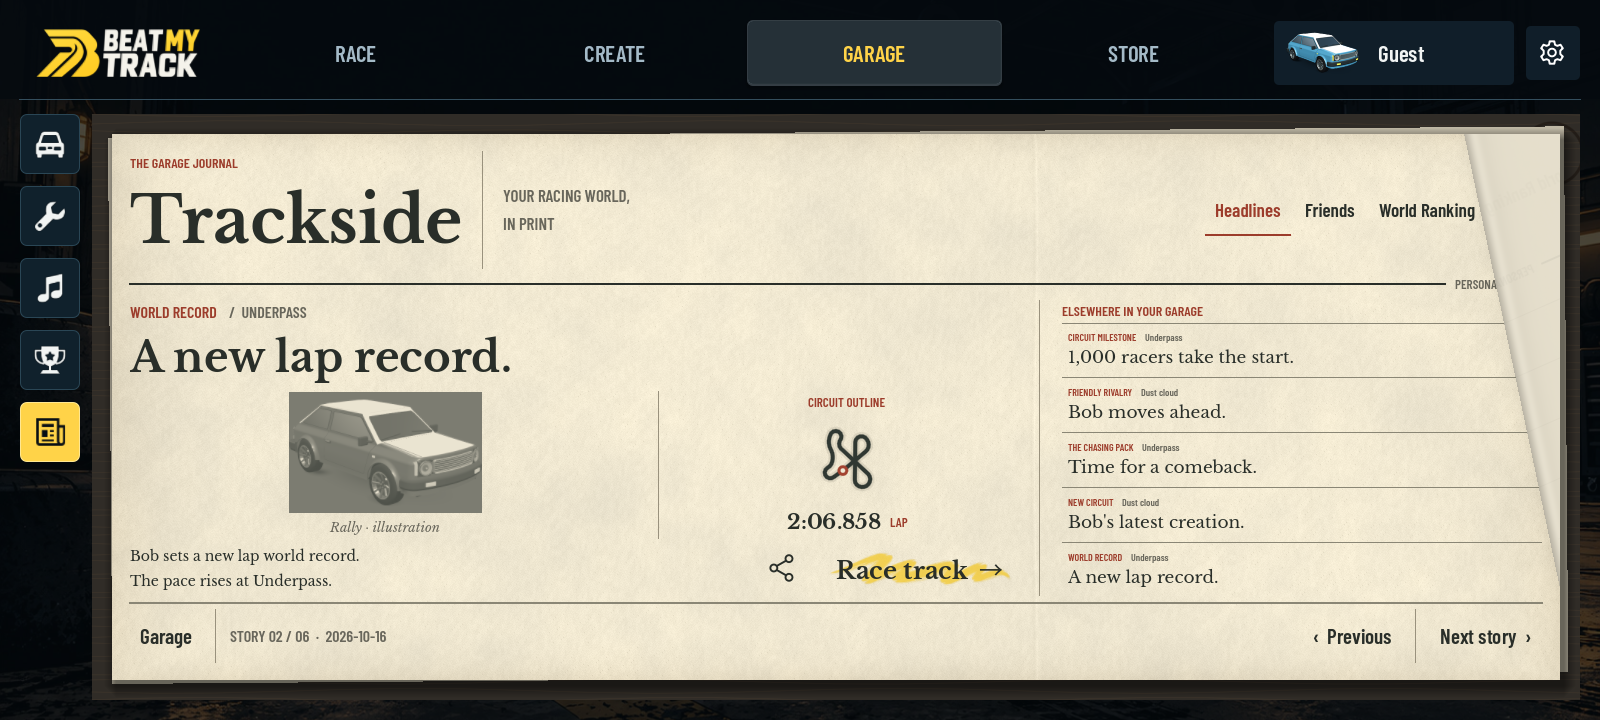 BEATMY
TRACK
RACE
CREATE
GARAGE
STORE
Guest
THE GARAGE JOURNAL
Trackside
YOUR RACING WORLD,
IN PRINT
Headlines
Friends
World Ranking
PERSONA
WORLD RECORD / UNDERPASS
A new lap record.
Rally · illustration
Bob sets a new lap world record.
The pace rises at Underpass.
CIRCUIT OUTLINE
2:06.858 LAP
Race track →
ELSEWHERE IN YOUR GARAGE
CIRCUIT MILESTONE Underpass
1,000 racers take the start.
FRIENDLY RIVALRY Dust cloud
Bob moves ahead.
THE CHASING PACK Underpass
Time for a comeback.
NEW CIRCUIT Dust cloud
Bob's latest creation.
WORLD RECORD Underpass
A new lap record.
Garage
STORY 02 / 06 · 2026-10-16
‹ Previous
Next story ›